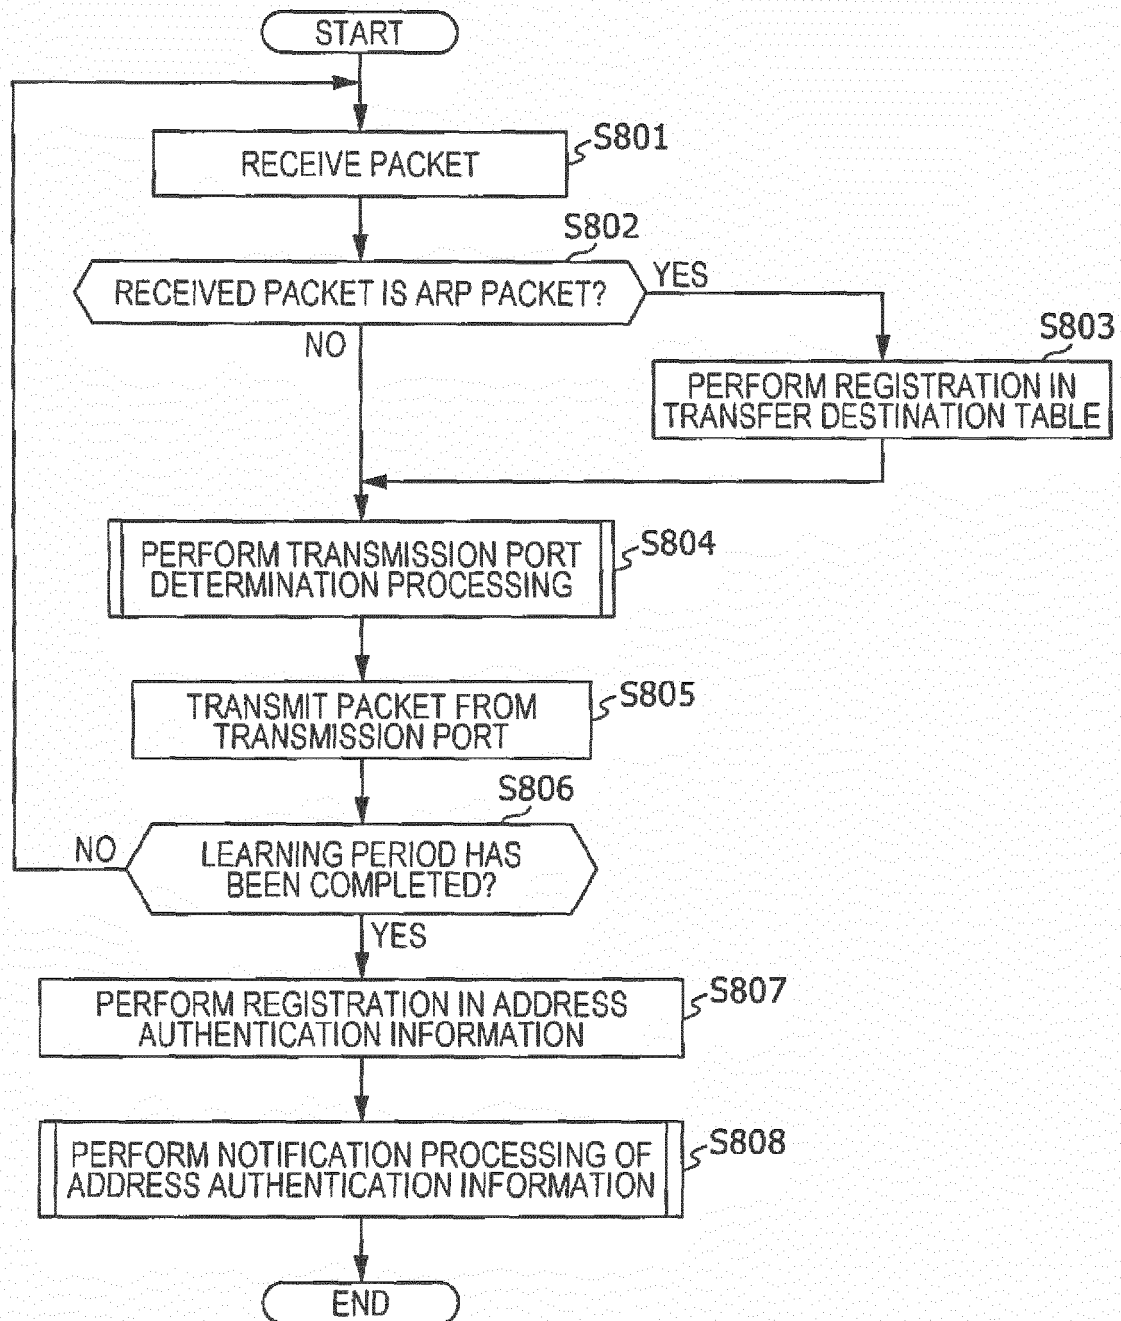 START
RECEIVE PACKET
S801
S802
RECEIVED PACKET IS ARP PACKET?
YES
NO
S803
PERFORM REGISTRATION IN
TRANSFER DESTINATION TABLE
PERFORM TRANSMISSION PORT
DETERMINATION PROCESSING
S804
TRANSMIT PACKET FROM
TRANSMISSION PORT
S805
S806
NO
LEARNING PERIOD HAS
BEEN COMPLETED?
YES
PERFORM REGISTRATION IN ADDRESS
AUTHENTICATION INFORMATION
S807
PERFORM NOTIFICATION PROCESSING OF
ADDRESS AUTHENTICATION INFORMATION
S808
END